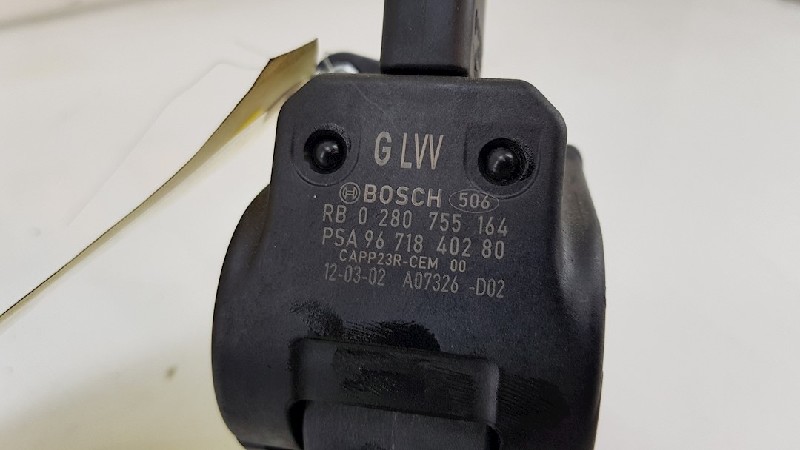 G LVV
BOSCH 506
RB 0 280 755 164
PSA 96 718 402 80
CAPP23R-CEM 00
12-03-02 A07326 -D02